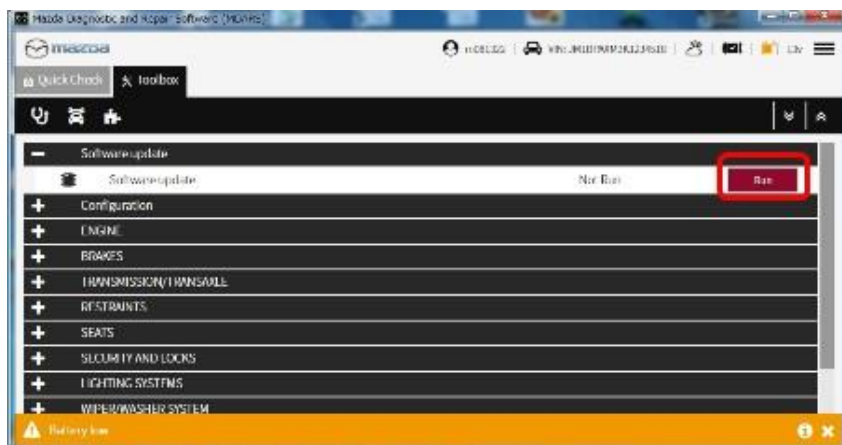 Mazda Diagnostic and Repair Software (MDARS)
mazda
Quick Check
Toolbox
Software update
Software update Not Run Run
Configuration
ENGINE
BRAKES
TRANSMISSION/TRANSAXLE
RESTRAINTS
SEATS
SECURITY AND LOCKS
LIGHTING SYSTEMS
WIPER/WASHER SYSTEM
Battery low